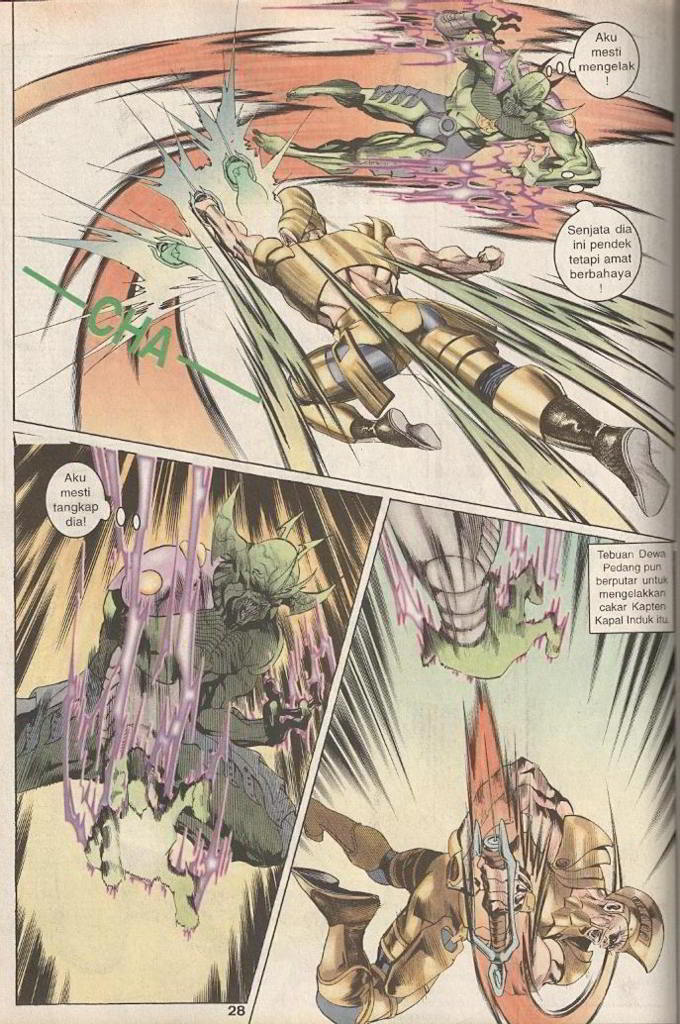 Aku
mesti
mengelak
!
Senjata dia
ini pendek
tetapi amat
berbahaya
!
CHA
Aku
mesti
tangkap
dia!
Tebuan Dewa
Pedang pun
berputar untuk
mengelakkan
cakar Kapten
Kapal Induk itu.
28